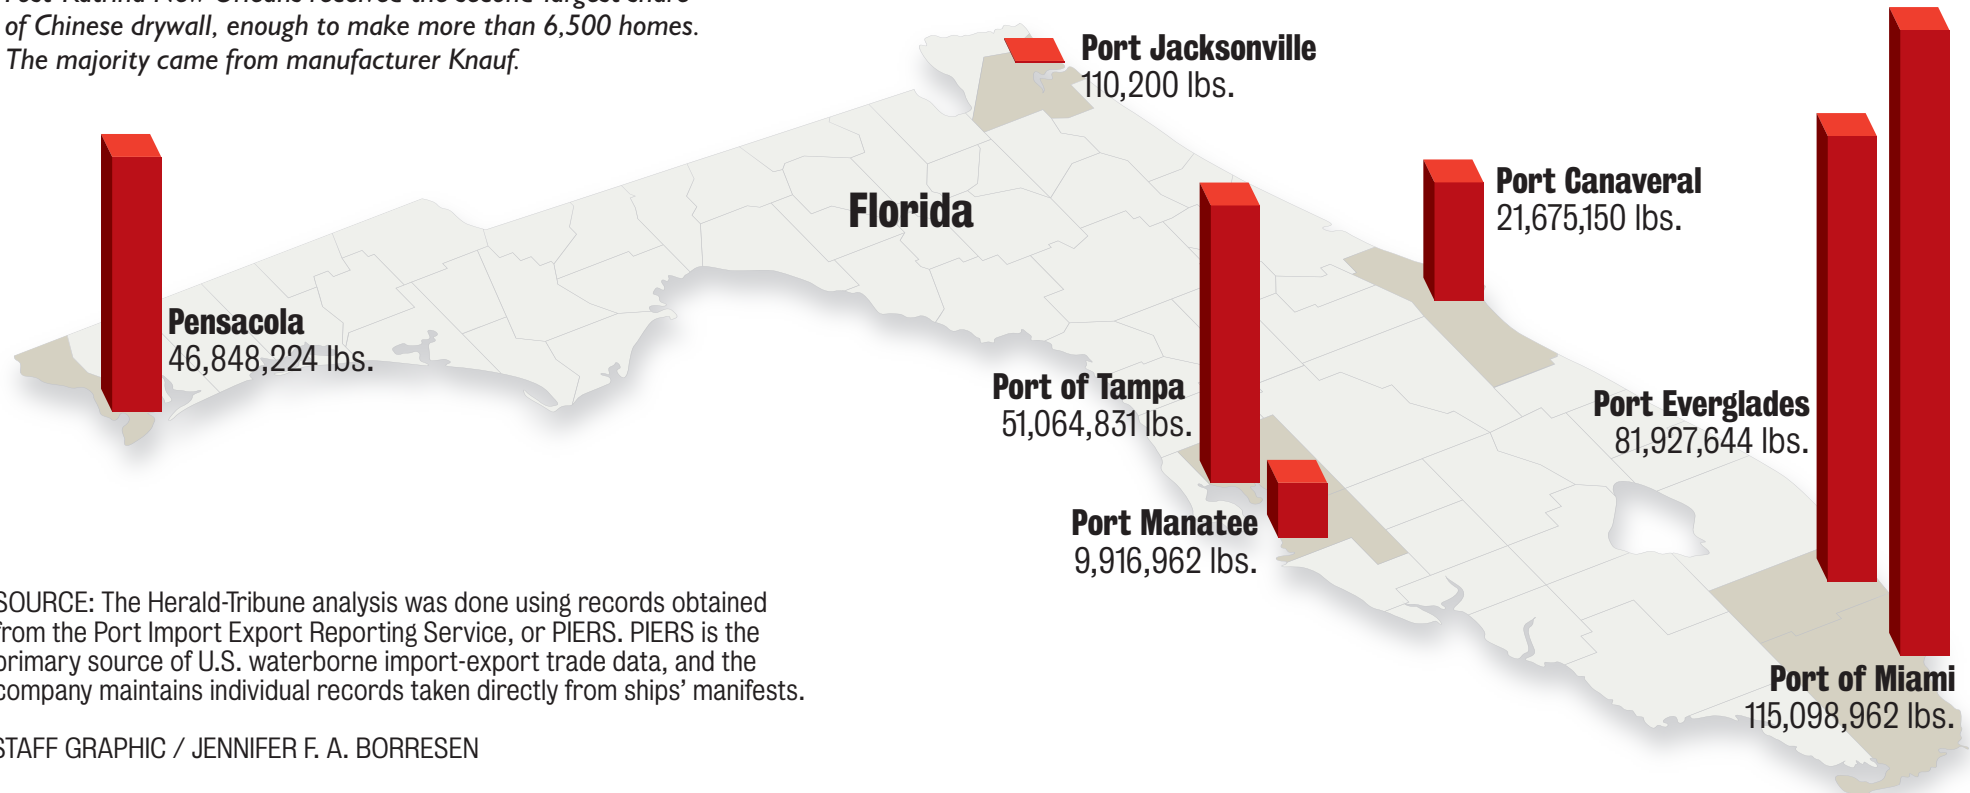 of Chinese drywall, enough to make more than 6,500 homes.
The majority came from manufacturer Knauf.
Port Jacksonville
110,200 lbs.
Florida
Port Canaveral
21,675,150 lbs.
Pensacola
46,848,224 lbs.
Port of Tampa
51,064,831 lbs.
Port Everglades
81,927,644 lbs.
Port Manatee
9,916,962 lbs.
SOURCE: The Herald-Tribune analysis was done using records obtained
from the Port Import Export Reporting Service, or PIERS. PIERS is the
primary source of U.S. waterborne import-export trade data, and the
company maintains individual records taken directly from ships’ manifests.
Port of Miami
115,098,962 lbs.
STAFF GRAPHIC / JENNIFER F. A. BORRESEN